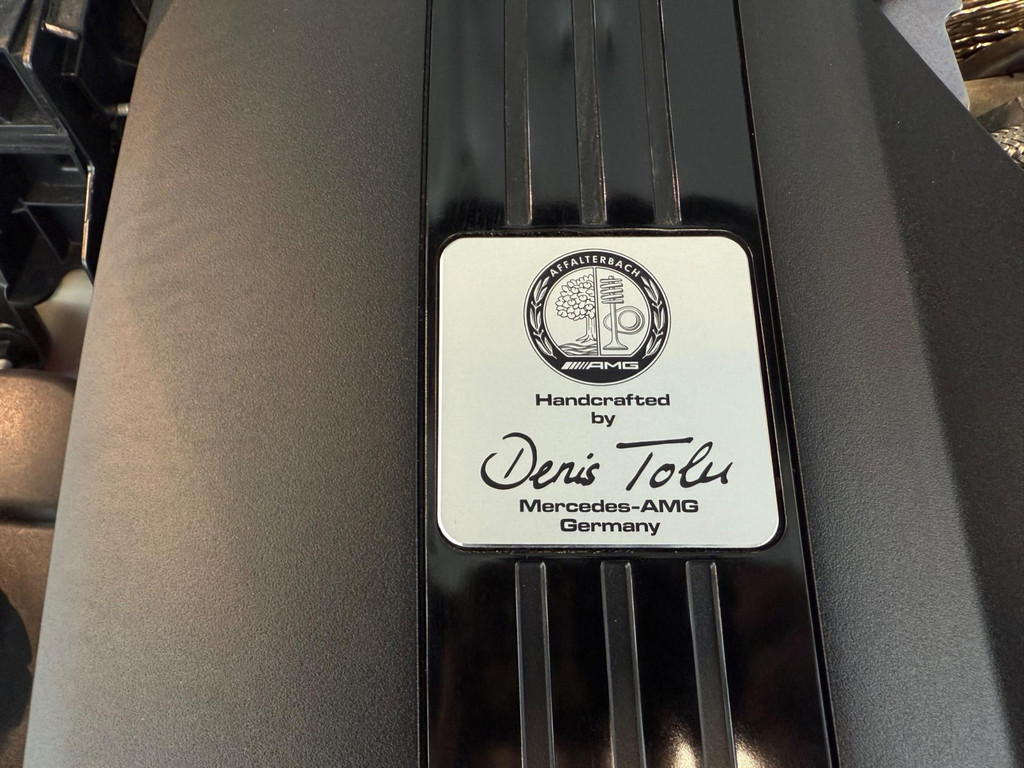 AFFALTERBACH
AMG
Handcrafted
by
Denis Tolu
Mercedes-AMG
Germany